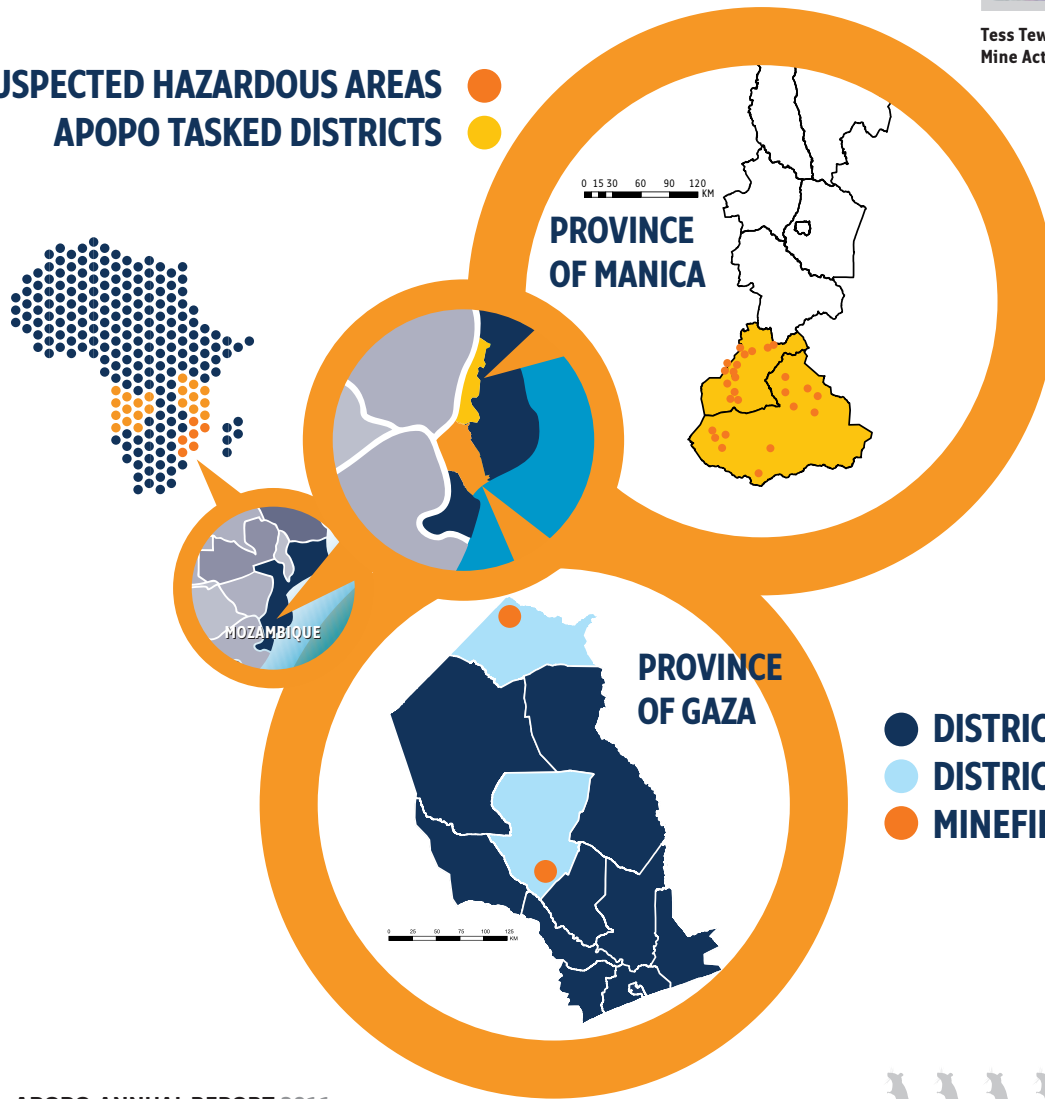 Tess Tew
Mine Act
USPECTED HAZARDOUS AREAS
APOPO TASKED DISTRICTS
0 15 30 60 90 120
KM
PROVINCE
OF MANICA
MOZAMBIQUE
PROVINCE
OF GAZA
DISTRIC
DISTRIC
MINEFI
0 25 50 75 100 125
KM
APOPO ANNUAL REPORT 2011